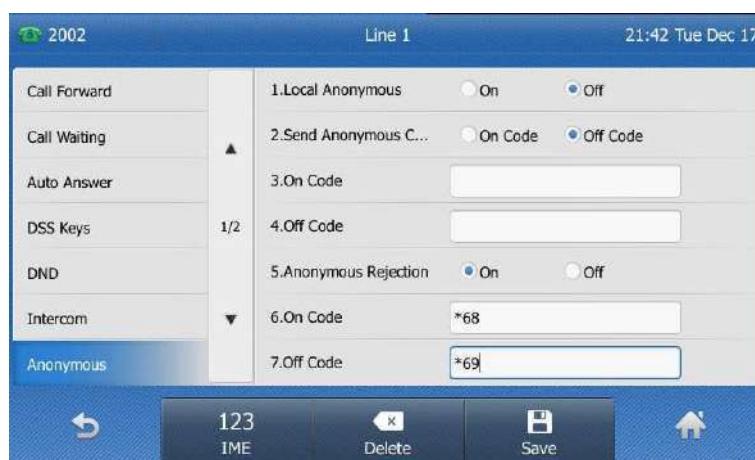 2002 Line 1 21:42 Tue Dec 17
Call Forward
Call Waiting
Auto Answer
DSS Keys
DND
Intercom
Anonymous
1/2
1.Local Anonymous On Off
2.Send Anonymous C... On Code Off Code
3.On Code
4.Off Code
5.Anonymous Rejection On Off
6.On Code *68
7.Off Code *69
123
IME
Delete
Save